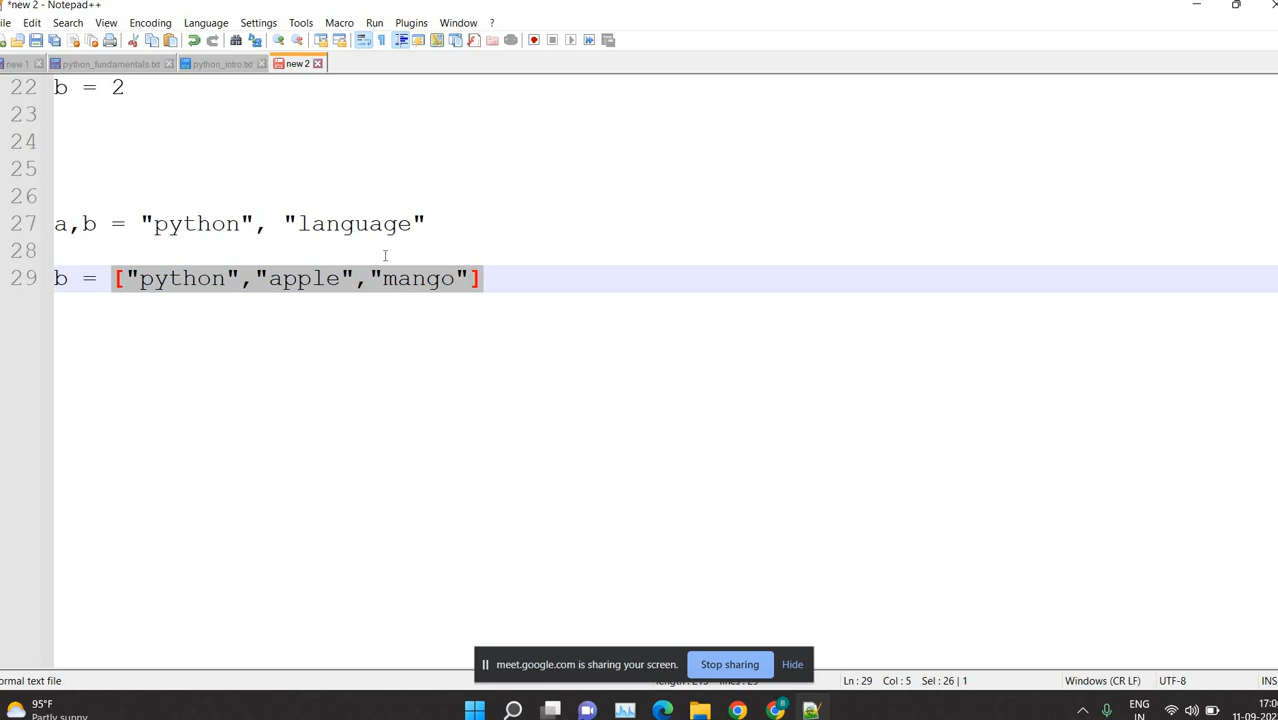 *new 2 - Notepad++
ile Edit Search View Encoding Language Settings Tools Macro Run Plugins Window ?
new 1 python_fundamentals.txt python_intro.txt new 2
22 b = 2
23
24
25
26
27 a,b = "python", "language"
28
29 b = ["python","apple","mango"]
meet.google.com is sharing your screen. Stop sharing Hide
ormal text file Ln : 29 Col : 5 Sel : 26 | 1 Windows (CR LF) UTF-8 INS
95°F
Partly sunny
ENG
IN
17:0
11-09-202